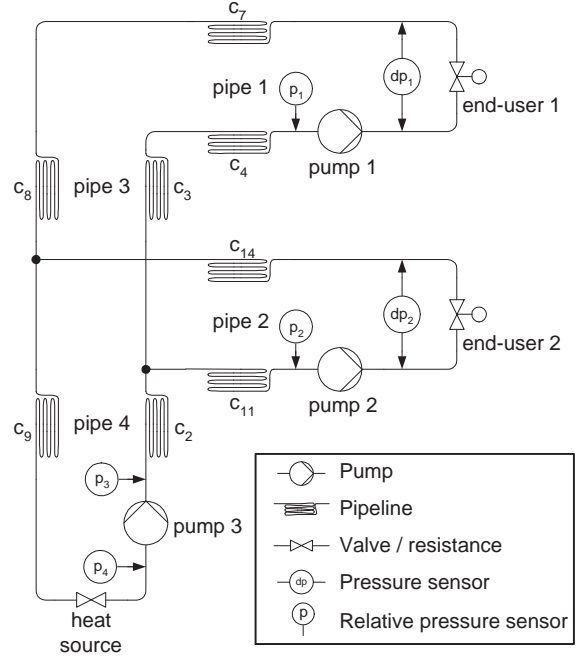 c7
pipe 1
p1
dp1
end-user 1
c4
pump 1
c8
pipe 3
c3
c14
pipe 2
p2
dp2
end-user 2
c11
pump 2
c9
pipe 4
c2
p3
pump 3
p4
heat
source
Pump
Pipeline
Valve / resistance
dp
Pressure sensor
p
Relative pressure sensor